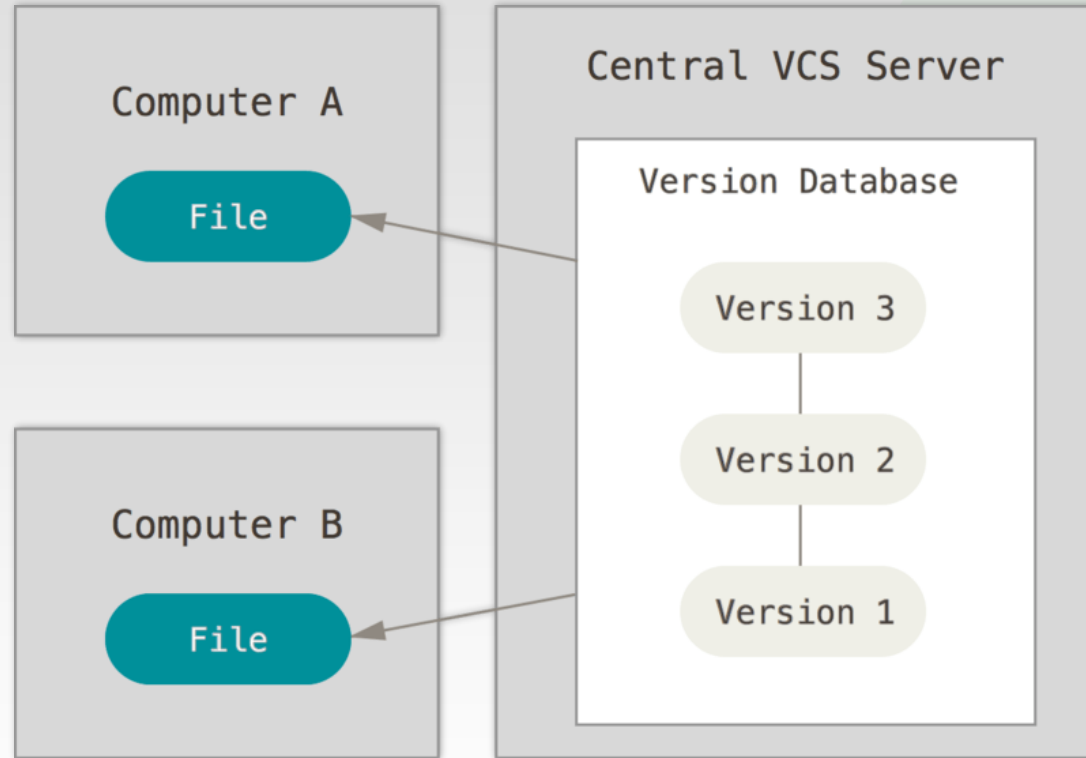 Computer A
File
Central VCS Server
Version Database
Version 3
Version 2
Version 1
Computer B
File